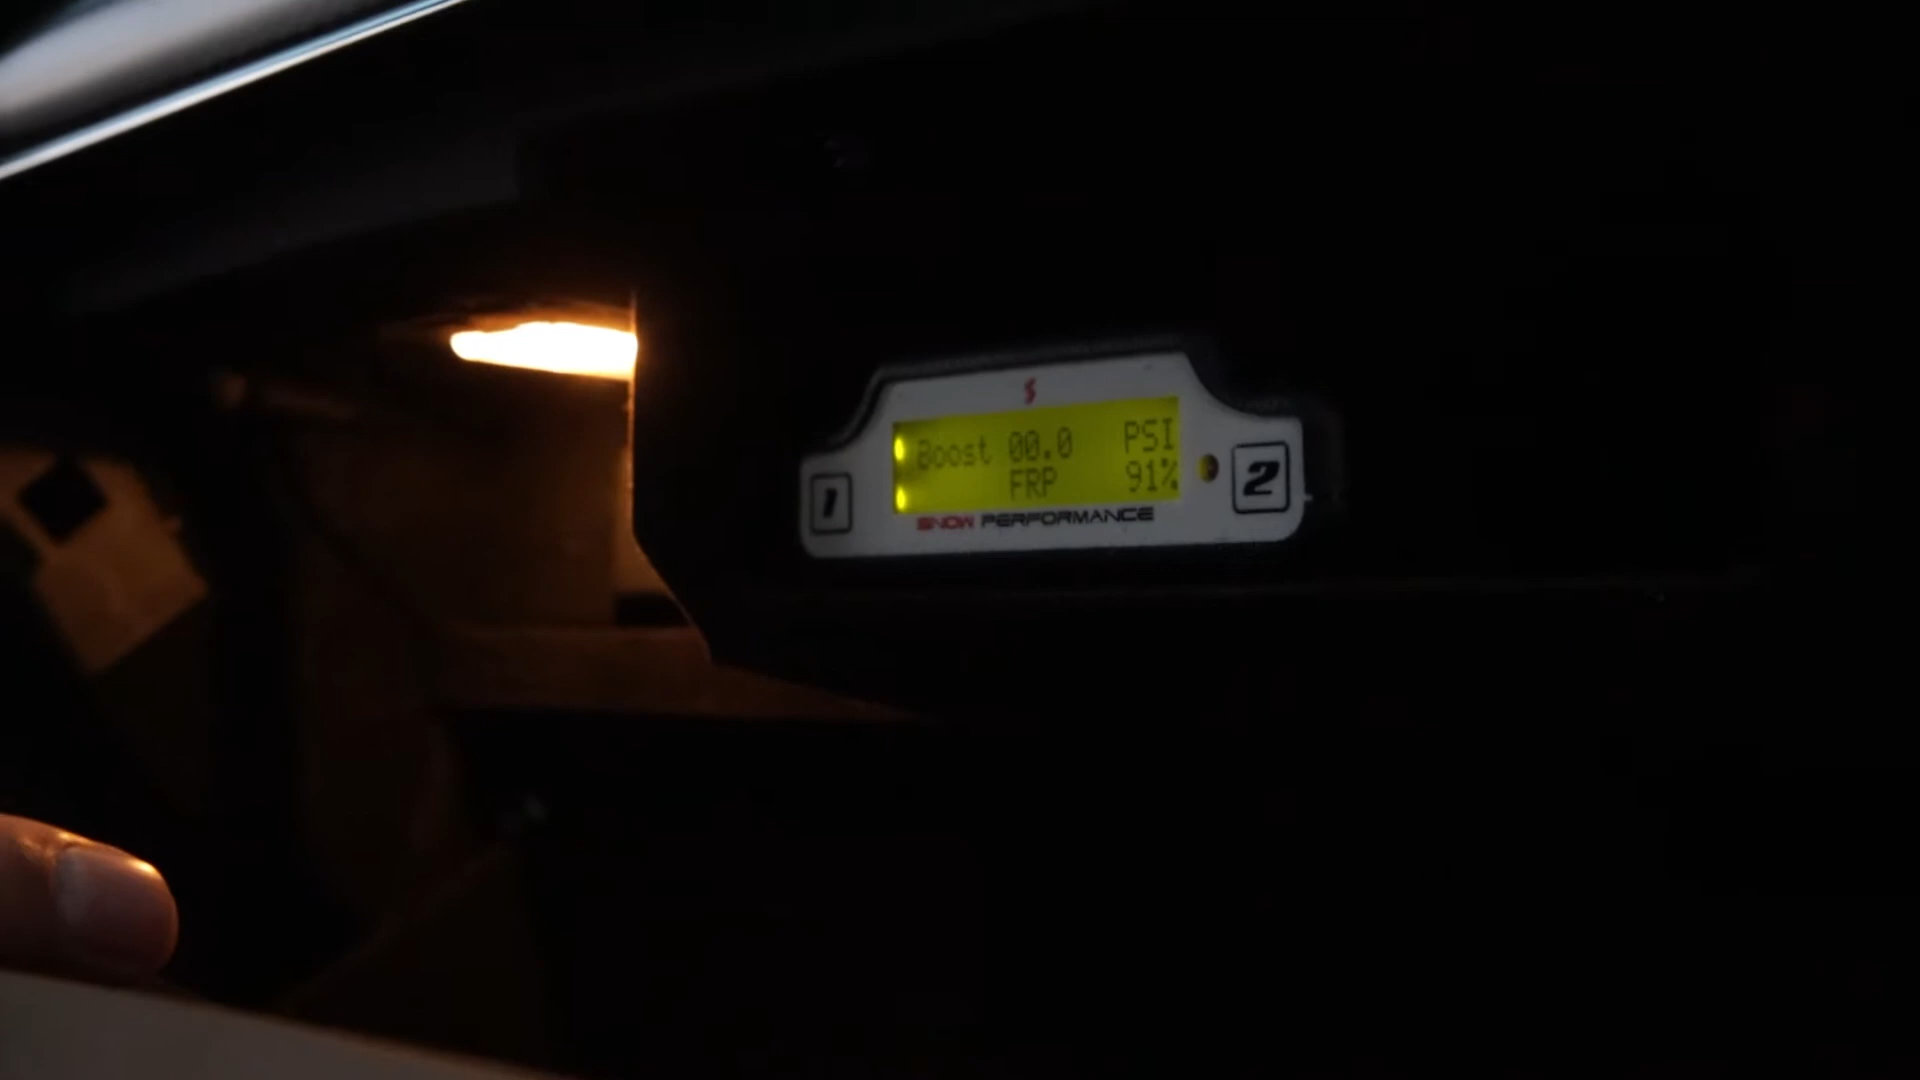 S
Boost 00.0 PSI
FRP 91%
1
2
SNOW PERFORMANCE